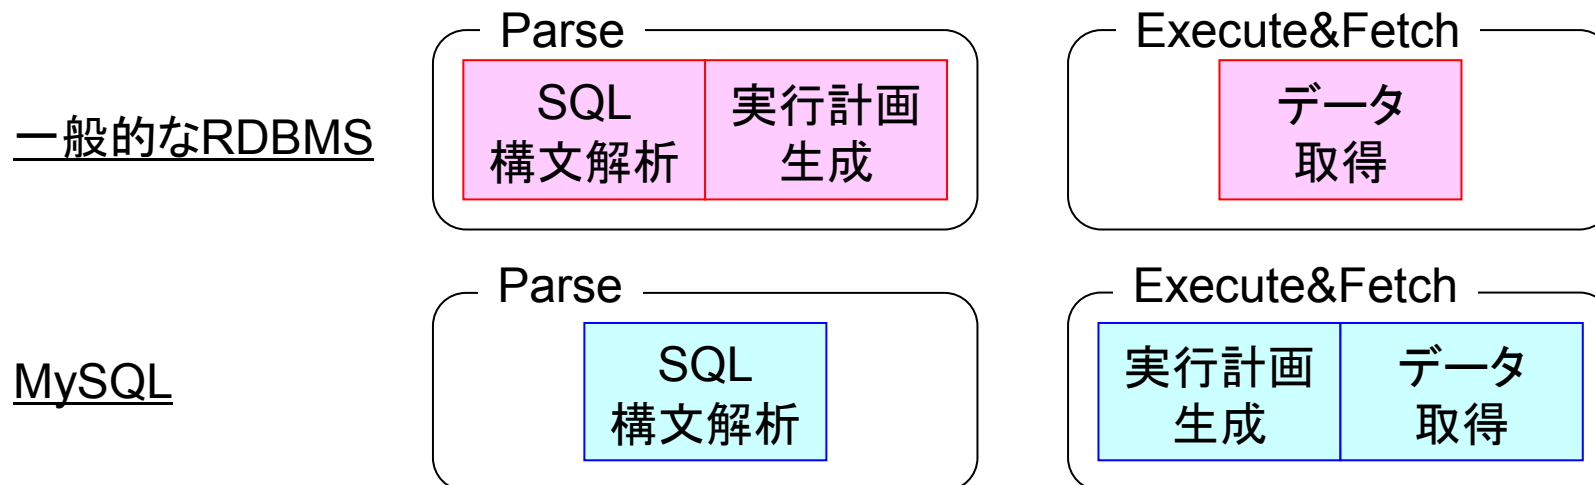 Parse
Execute&Fetch
一般的なRDBMS
SQL
構文解析
実行計画
生成
データ
取得
Parse
Execute&Fetch
MySQL
SQL
構文解析
実行計画
生成
データ
取得